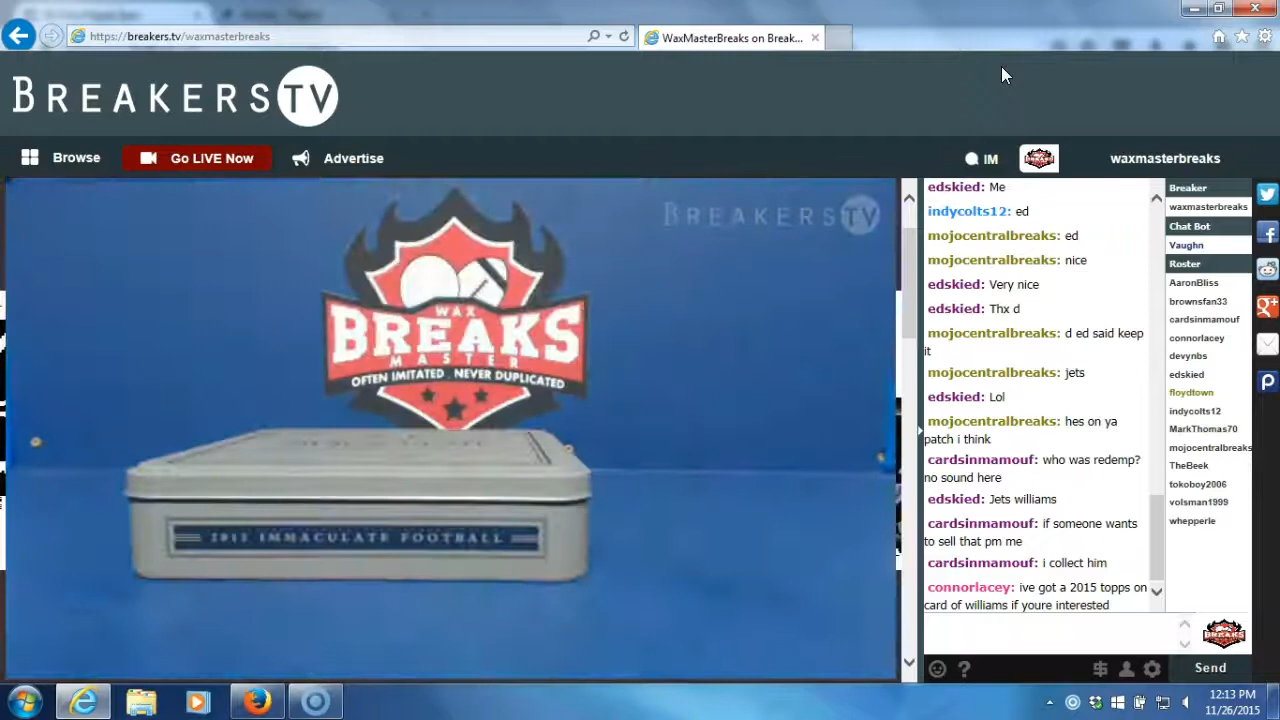 https://breakers.tv/waxmasterbreaks
WaxMasterBreaks on Break...
BREAKERS TV
Browse
Go LIVE Now
Advertise
IM
waxmasterbreaks
BREAKERS TV
WAX
BREAKS
MASTER
OFTEN IMITATED NEVER DUPLICATED
IMMACULATE FOOTBALL
edskied: Me
indycolts12: ed
mojocentralbreaks: ed
mojocentralbreaks: nice
edskied: Very nice
edskied: Thx d
mojocentralbreaks: d ed said keep
it
mojocentralbreaks: jets
edskied: Lol
mojocentralbreaks: hes on ya
patch i think
cardsinmamouf: who was redemp?
no sound here
edskied: Jets williams
cardsinmamouf: if someone wants
to sell that pm me
cardsinmamouf: i collect him
connorlacey: ive got a 2015 topps on
card of williams if youre interested
Breaker
waxmasterbreaks
Chat Bot
Vaughn
Roster
AaronBliss
brownsfan33
cardsinmamouf
connorlacey
devynbs
edskied
floydtown
indycolts12
MarkThomas70
mojocentralbreaks
TheBeek
tokoboy2006
volsman1999
whepperle
BREAKS
Send
12:13 PM
11/26/2015